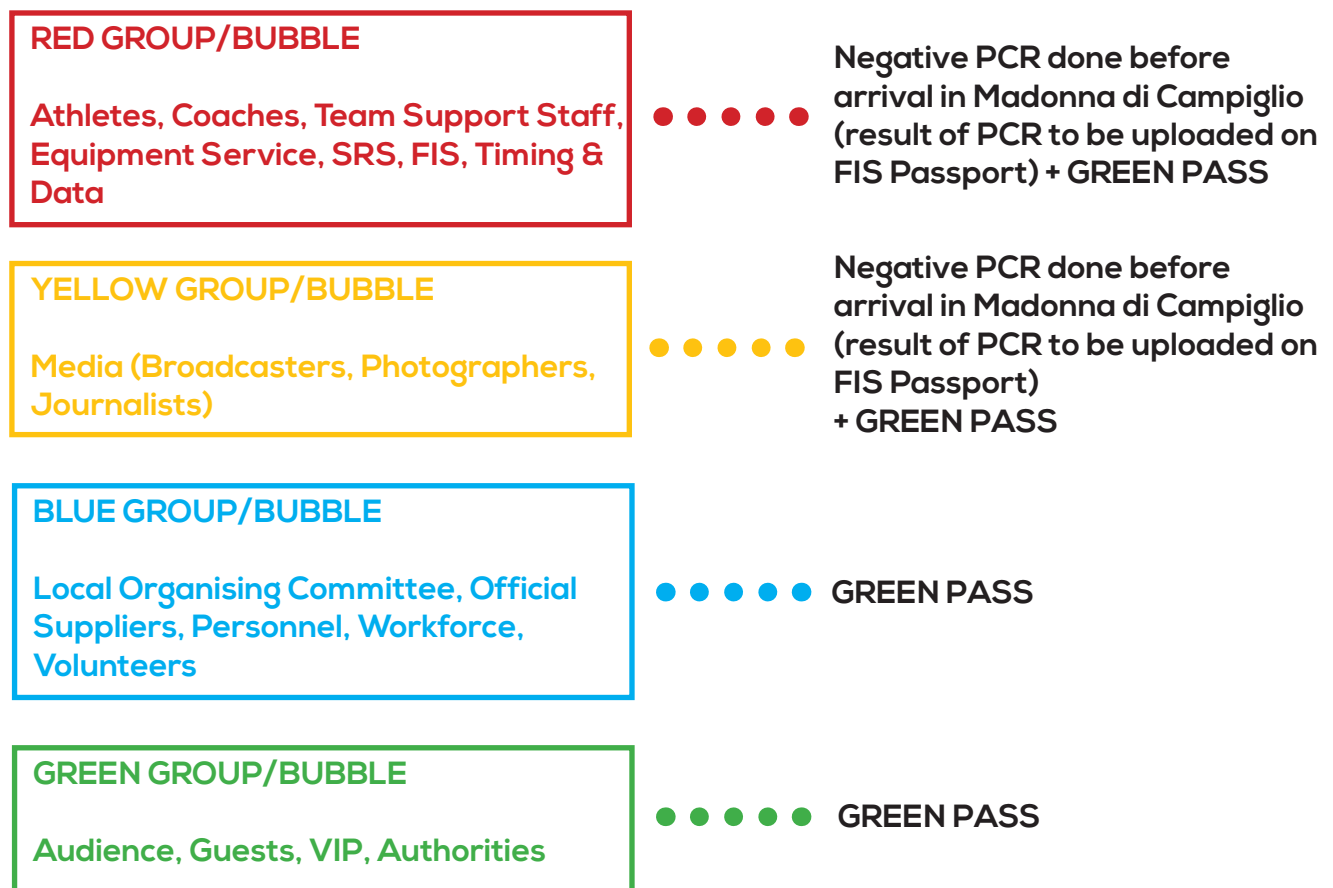 RED GROUP/BUBBLE
Athletes, Coaches, Team Support Staff,
Equipment Service, SRS, FIS, Timing &
Data
Negative PCR done before
arrival in Madonna di Campiglio
(result of PCR to be uploaded on
FIS Passport) + GREEN PASS
YELLOW GROUP/BUBBLE
Media (Broadcasters, Photographers,
Journalists)
Negative PCR done before
arrival in Madonna di Campiglio
(result of PCR to be uploaded on
FIS Passport)
+ GREEN PASS
BLUE GROUP/BUBBLE
Local Organising Committee, Official
Suppliers, Personnel, Workforce,
Volunteers
GREEN PASS
GREEN GROUP/BUBBLE
Audience, Guests, VIP, Authorities
GREEN PASS